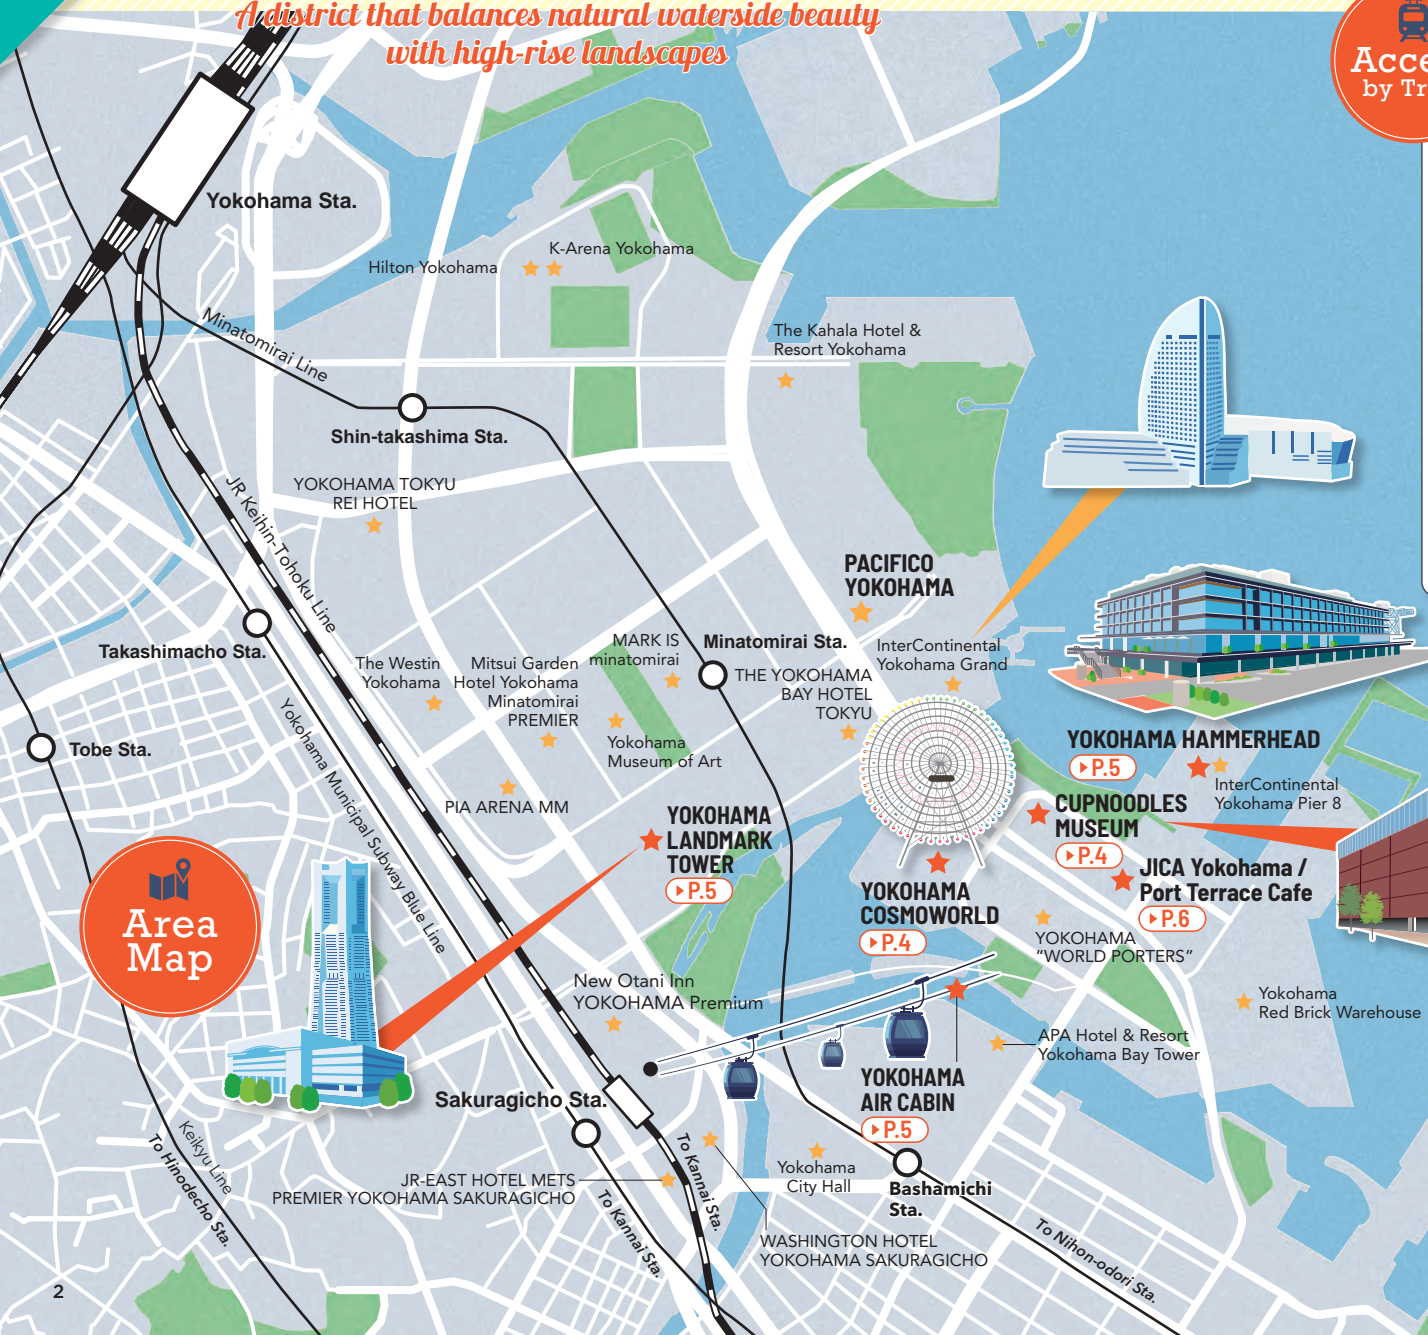 A district that balances natural waterside beauty
with high-rise landscapes
by
Yokohama Sta.
K-Arena Yokohama
Hilton Yokohama
Minatomirai Line
The Kahala Hotel &
Resort Yokohama
Shin-takashima Sta.
YOKOHAMA TOKYU
REI HOTEL
JR Keihin-Tohoku Line
PACIFICO
YOKOHAMA
Takashimacho Sta.
The Westin
Yokohama
Mitsui Garden
Hotel Yokohama
Minatomirai
PREMIER
MARK IS
minatomirai
Minatomirai Sta.
THE YOKOHAMA
BAY HOTEL
TOKYU
InterContinental
Yokohama Grand
Tobe Sta.
Yokohama Municipal Subway Blue Line
Yokohama
Museum of Art
YOKOHAMA HAMMERHEAD
P.5
InterContinental
Yokohama Pier 8
PIA ARENA MM
YOKOHAMA
LANDMARK
TOWER
P.5
CUPNOODLES
MUSEUM
P.4
JICA Yokohama /
Port Terrace Cafe
P.6
YOKOHAMA
COSMOWORLD
P.4
YOKOHAMA
“WORLD PORTERS”
Area
Map
New Otani Inn
YOKOHAMA Premium
Yokohama
Red Brick Warehouse
APA Hotel & Resort
Yokohama Bay Tower
YOKOHAMA
AIR CABIN
P.5
Sakuragicho Sta.
Keikyu Line
To Hinodecho Sta.
JR-EAST HOTEL METS
PREMIER YOKOHAMA SAKURAGICHO
To Kannai Sta.
To Kannai Sta.
Yokohama
City Hall
Bashamichi
Sta.
WASHINGTON HOTEL
YOKOHAMA SAKURAGICHO
To Nihon-odori Sta.
2